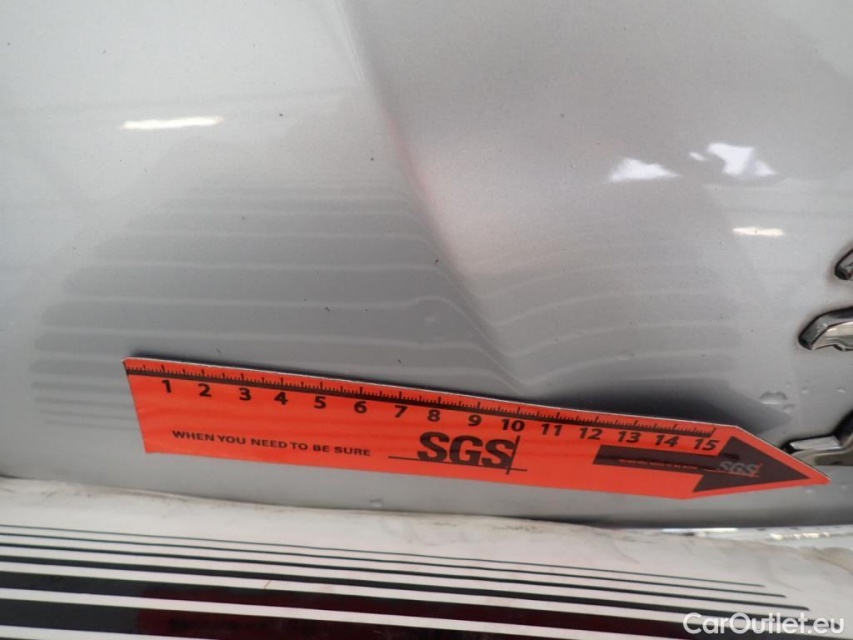 1 2 3 4 5 6 7 8 9 10 11 12 13 14 15
WHEN YOU NEED TO BE SURE
SGS
SGS
CarOutlet.eu